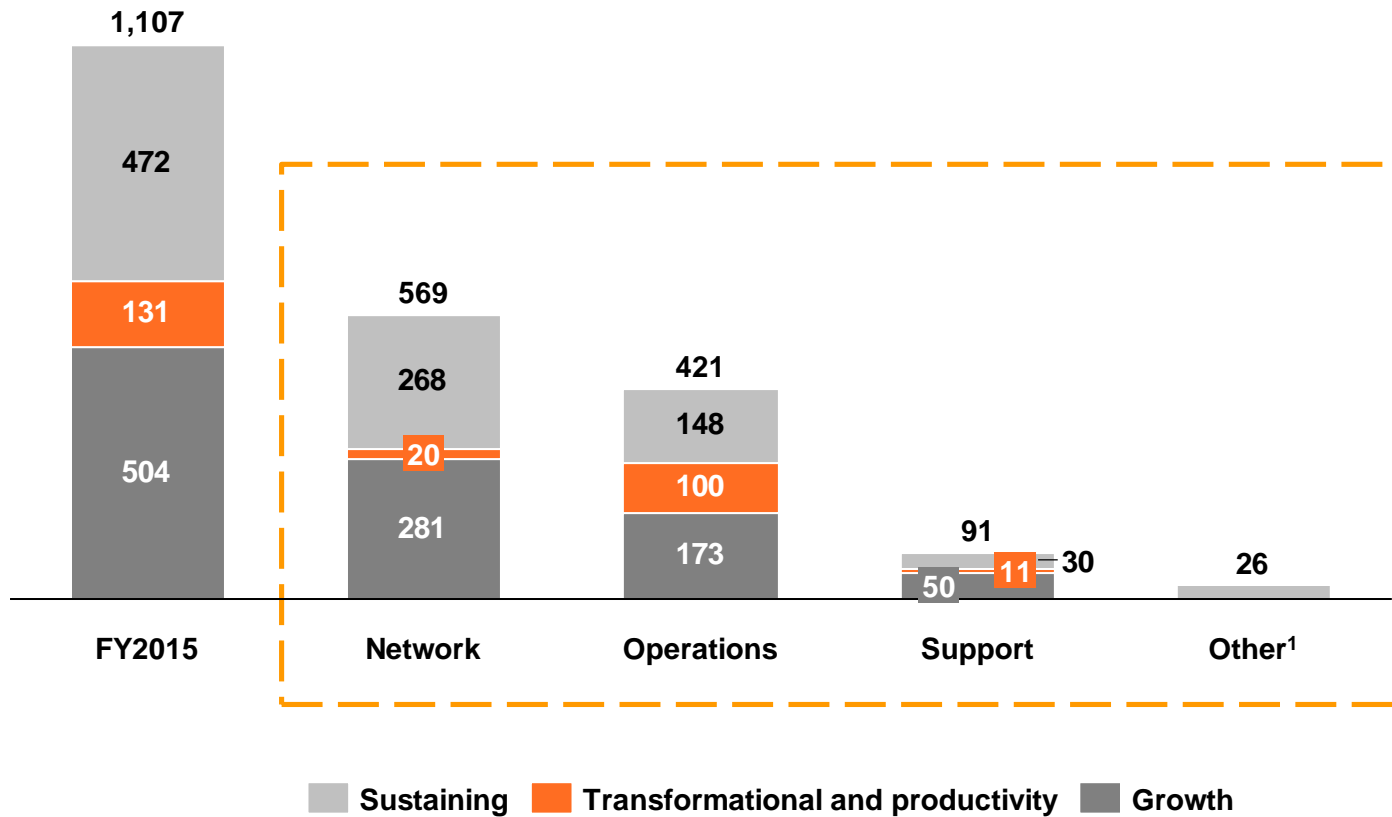 1,107
472
131
504
569
268
20
281
421
148
100
173
91
30
11
50
26
FY2015
Network
Operations
Support
Other¹
Sustaining
Transformational and productivity
Growth